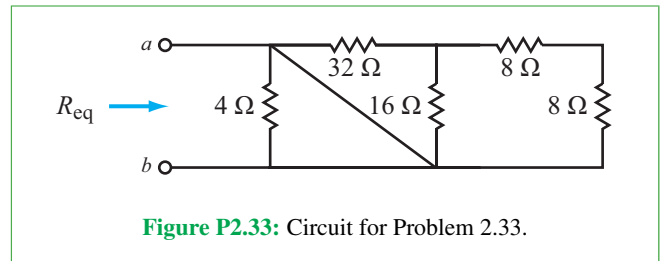 a
32 Ω 8 Ω
R_eq 4 Ω 16 Ω 8 Ω
b
Figure P2.33: Circuit for Problem 2.33.